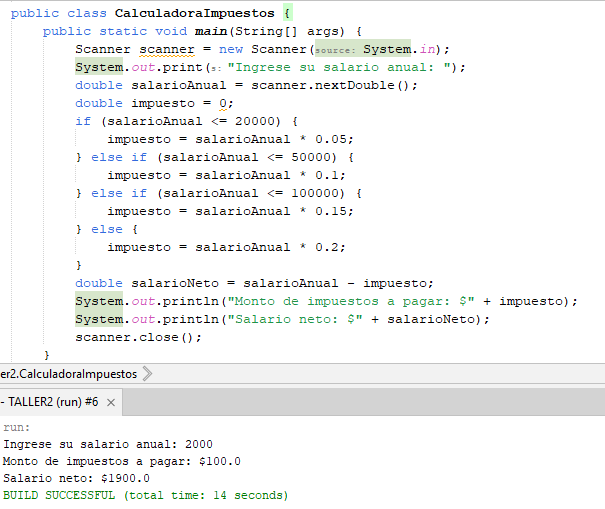 public class CalculadoraImpuestos {
public static void main(String[] args) {
Scanner scanner = new Scanner(source: System.in);
System.out.print(s: "Ingrese su salario anual: ");
double salarioAnual = scanner.nextDouble();
double impuesto = 0;
if (salarioAnual <= 20000) {
impuesto = salarioAnual * 0.05;
} else if (salarioAnual <= 50000) {
impuesto = salarioAnual * 0.1;
} else if (salarioAnual <= 100000) {
impuesto = salarioAnual * 0.15;
} else {
impuesto = salarioAnual * 0.2;
}
double salarioNeto = salarioAnual - impuesto;
System.out.println("Monto de impuestos a pagar: $" + impuesto);
System.out.println("Salario neto: $" + salarioNeto);
scanner.close();
}
er2.CalculadoraImpuestos
- TALLER2 (run) #6 ×
run:
Ingrese su salario anual: 2000
Monto de impuestos a pagar: $100.0
Salario neto: $1900.0
BUILD SUCCESSFUL (total time: 14 seconds)